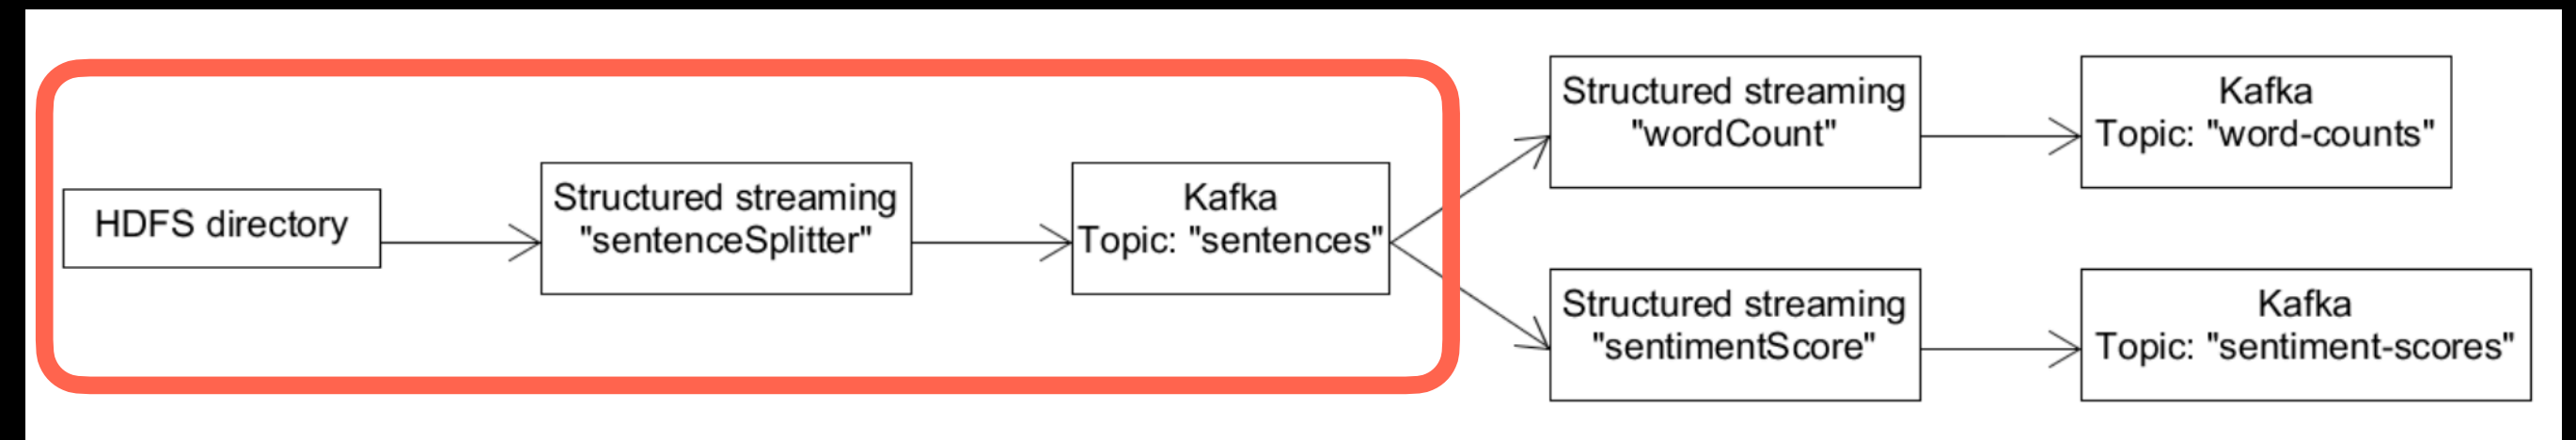 HDFS directory
Structured streaming
"sentenceSplitter"
Kafka
Topic: "sentences"
Structured streaming
"wordCount"
Kafka
Topic: "word-counts"
Structured streaming
"sentimentScore"
Kafka
Topic: "sentiment-scores"